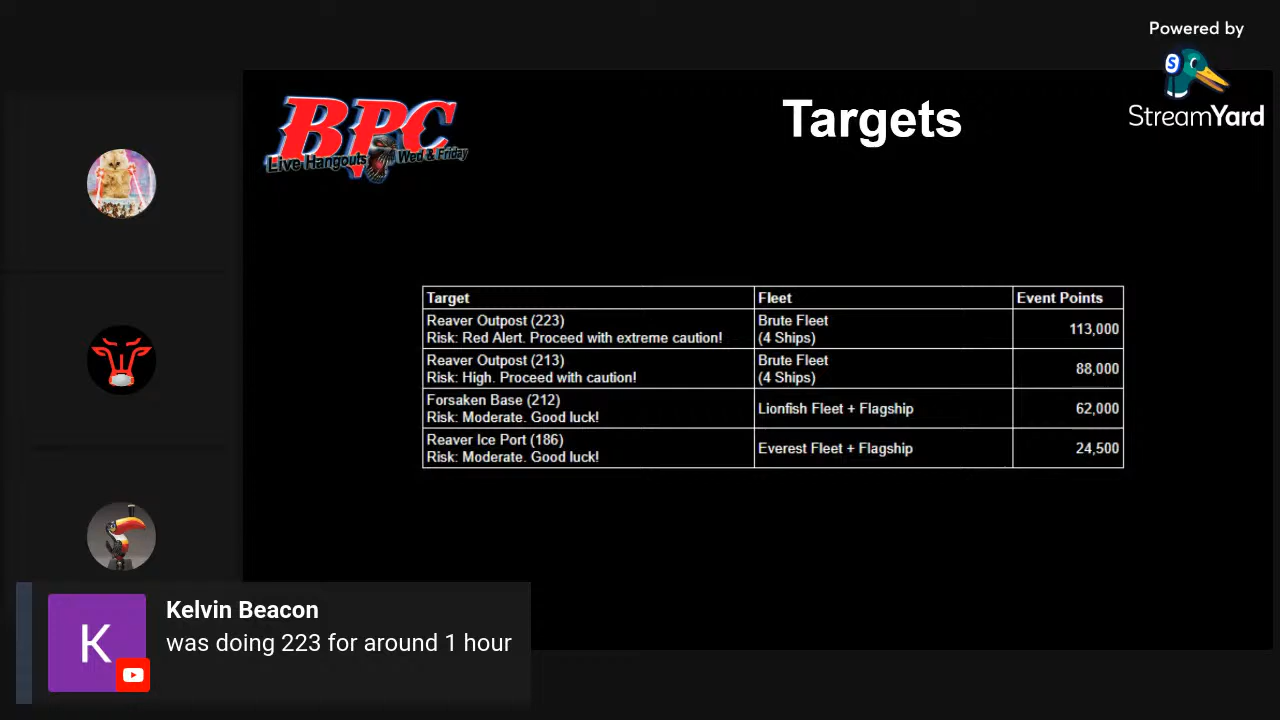 Powered by
S
StreamYard
BPC
Live Hangouts Wed & Friday
Targets
Target Fleet Event Points
Reaver Outpost (223)
Risk: Red Alert. Proceed with extreme caution!
Brute Fleet
(4 Ships)
113,000
Reaver Outpost (213)
Risk: High. Proceed with caution!
Brute Fleet
(4 Ships)
88,000
Forsaken Base (212)
Risk: Moderate. Good luck!
Lionfish Fleet + Flagship
62,000
Reaver Ice Port (186)
Risk: Moderate. Good luck!
Everest Fleet + Flagship
24,500
K
Kelvin Beacon
was doing 223 for around 1 hour